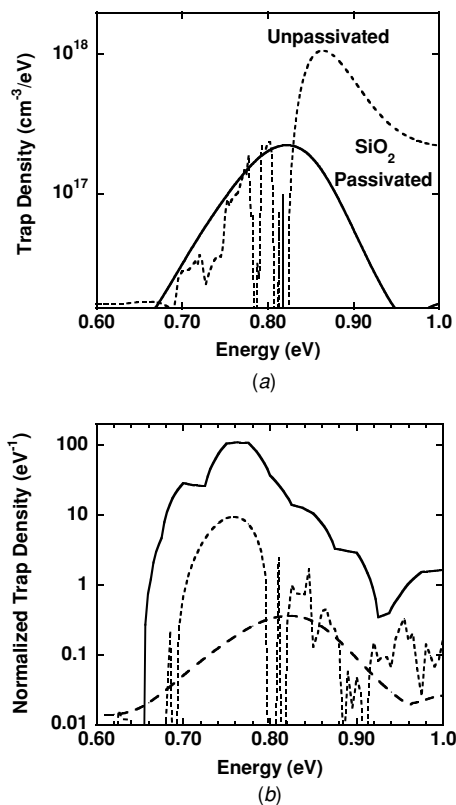 10^18
Unpassivated
SiO₂
Passivated
10^17
Trap Density (cm⁻³/eV)
0.60 0.70 0.80 0.90 1.0
Energy (eV)
(a)
100
10
1
0.1
0.01
Normalized Trap Density (eV⁻¹)
0.60 0.70 0.80 0.90 1.0
Energy (eV)
(b)